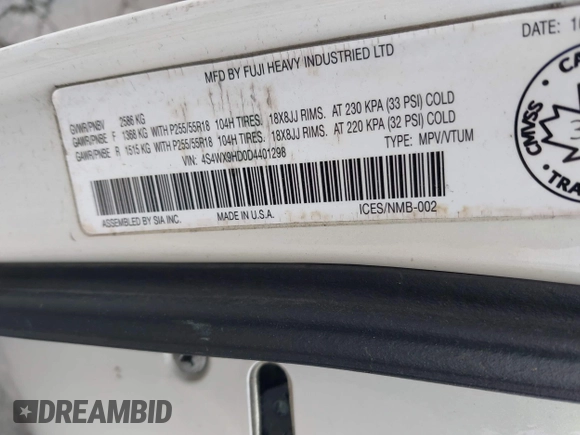 MFD BY FUJI HEAVY INDUSTRIED LTD
DATE: 10
GVWR/PNBV 2586 KG
GAWR/PNBE F 1368 KG WITH P255/55R18 104H TIRES. 18X8JJ RIMS. AT 230 KPA (33 PSI) COLD
GAWR/PNBE R 1515 KG WITH P255/55R18 104H TIRES. 18X8JJ RIMS. AT 220 KPA (32 PSI) COLD
VIN: 4S4WX9HD0D4401298 TYPE: MPV/VTUM
ASSEMBLED BY SIA INC. MADE IN U.S.A. ICES/NMB-002
CMVSS
DREAMBID